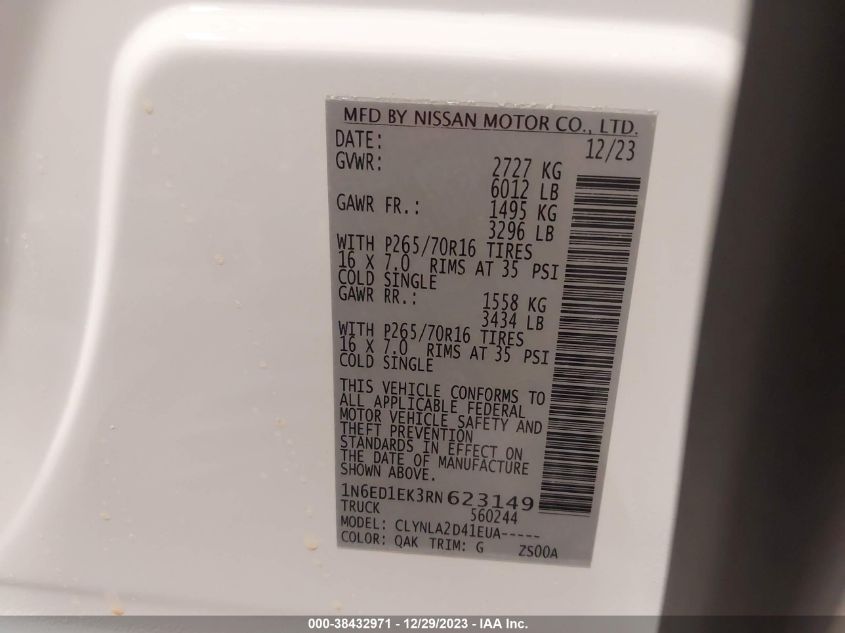 MFD BY NISSAN MOTOR CO., LTD.
DATE: 12/23
GVWR: 2727 KG
6012 LB
GAWR FR.: 1495 KG
3296 LB
WITH P265/70R16 TIRES
16 X 7.0 RIMS AT 35 PSI
COLD SINGLE
GAWR RR.: 1558 KG
3434 LB
WITH P265/70R16 TIRES
16 X 7.0 RIMS AT 35 PSI
COLD SINGLE
THIS VEHICLE CONFORMS TO
ALL APPLICABLE FEDERAL
MOTOR VEHICLE SAFETY AND
THEFT PREVENTION
STANDARDS IN EFFECT ON
THE DATE OF MANUFACTURE
SHOWN ABOVE.
1N6ED1EK3RN623149
TRUCK 560244
MODEL: CLYNLA2D41EUA-----
COLOR: QAK TRIM: G ZS00A
000-38432971 - 12/29/2023 - IAA Inc.